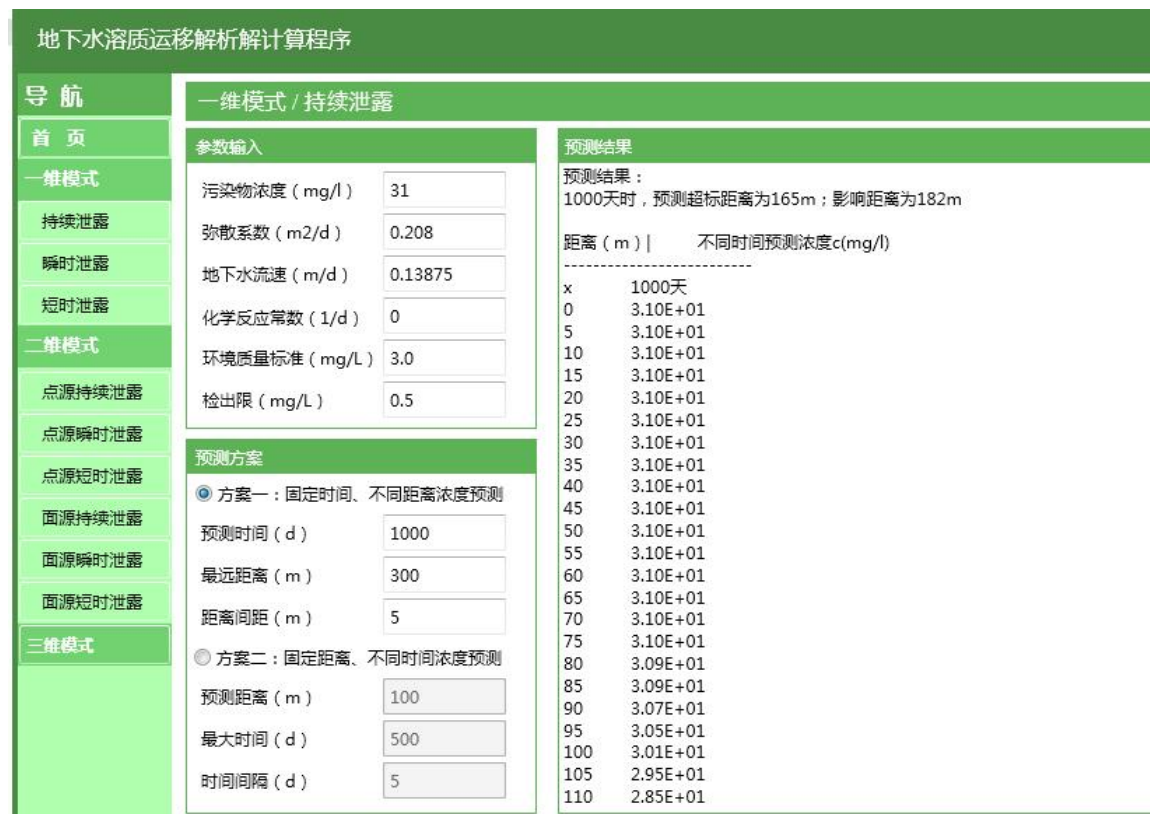 地下水溶质运移解析解计算程序
导 航
首 页
一维模式
持续泄露
瞬时泄露
短时泄露
二维模式
点源持续泄露
点源瞬时泄露
点源短时泄露
面源持续泄露
面源瞬时泄露
面源短时泄露
三维模式
一维模式 / 持续泄露
参数输入
污染物浓度(mg/l) 31
弥散系数(m2/d) 0.208
地下水流速(m/d) 0.13875
化学反应常数(1/d) 0
环境质量标准(mg/L) 3.0
检出限(mg/L) 0.5
预测方案
方案一:固定时间、不同距离浓度预测
预测时间(d) 1000
最远距离(m) 300
距离间距(m) 5
方案二:固定距离、不同时间浓度预测
预测距离(m) 100
最大时间(d) 500
时间间隔(d) 5
预测结果
预测结果:
1000天时,预测超标距离为165m;影响距离为182m
距离(m)| 不同时间预测浓度c(mg/l)
--------------------------
x 1000天
0 3.10E+01
5 3.10E+01
10 3.10E+01
15 3.10E+01
20 3.10E+01
25 3.10E+01
30 3.10E+01
35 3.10E+01
40 3.10E+01
45 3.10E+01
50 3.10E+01
55 3.10E+01
60 3.10E+01
65 3.10E+01
70 3.10E+01
75 3.10E+01
80 3.09E+01
85 3.09E+01
90 3.07E+01
95 3.05E+01
100 3.01E+01
105 2.95E+01
110 2.85E+01